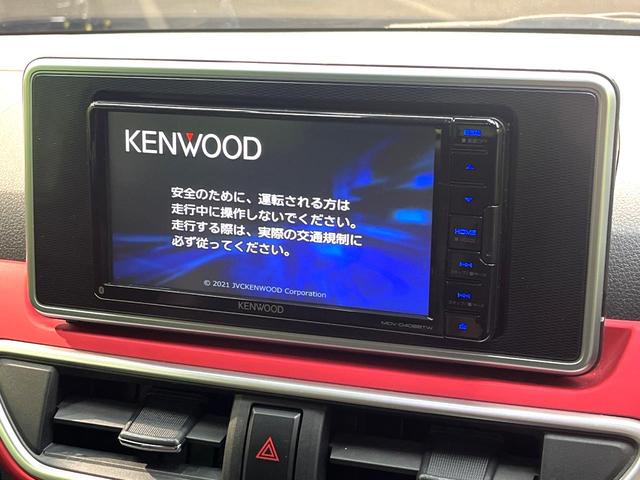 KENWOOD
安全のために、運転される方は
走行中に操作しないでください。
走行する際は、実際の交通規制に
必ず従ってください。
© 2021 JVCKENWOOD Corporation
KENWOOD
MDV-D408BTW
HOME